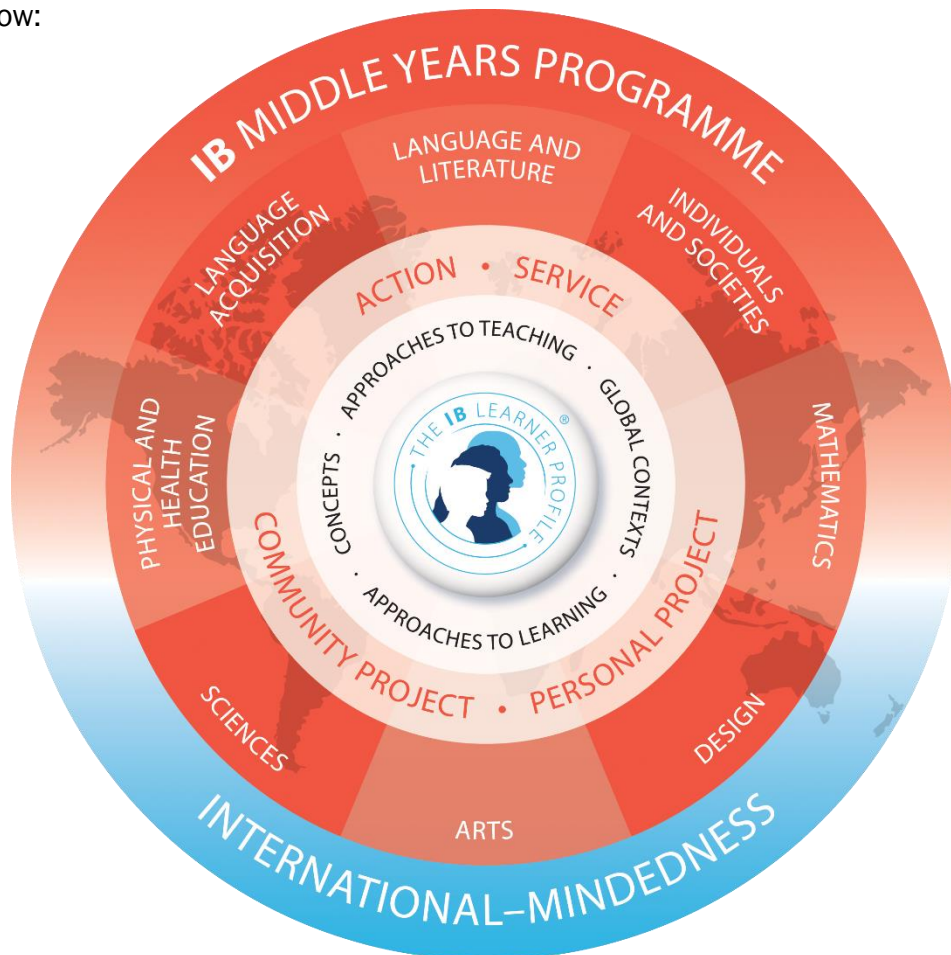 ow:
IB MIDDLE YEARS PROGRAMME
LANGUAGE AND
LITERATURE
INDIVIDUALS
AND SOCIETIES
MATHEMATICS
DESIGN
ARTS
SCIENCES
PHYSICAL AND
HEALTH
EDUCATION
LANGUAGE
ACQUISITION
ACTION • SERVICE
PERSONAL PROJECT
•
COMMUNITY PROJECT
APPROACHES TO TEACHING ·
GLOBAL CONTEXTS ·
APPROACHES TO LEARNING ·
CONCEPTS ·
THE IB LEARNER PROFILE ®
INTERNATIONAL–MINDEDNESS